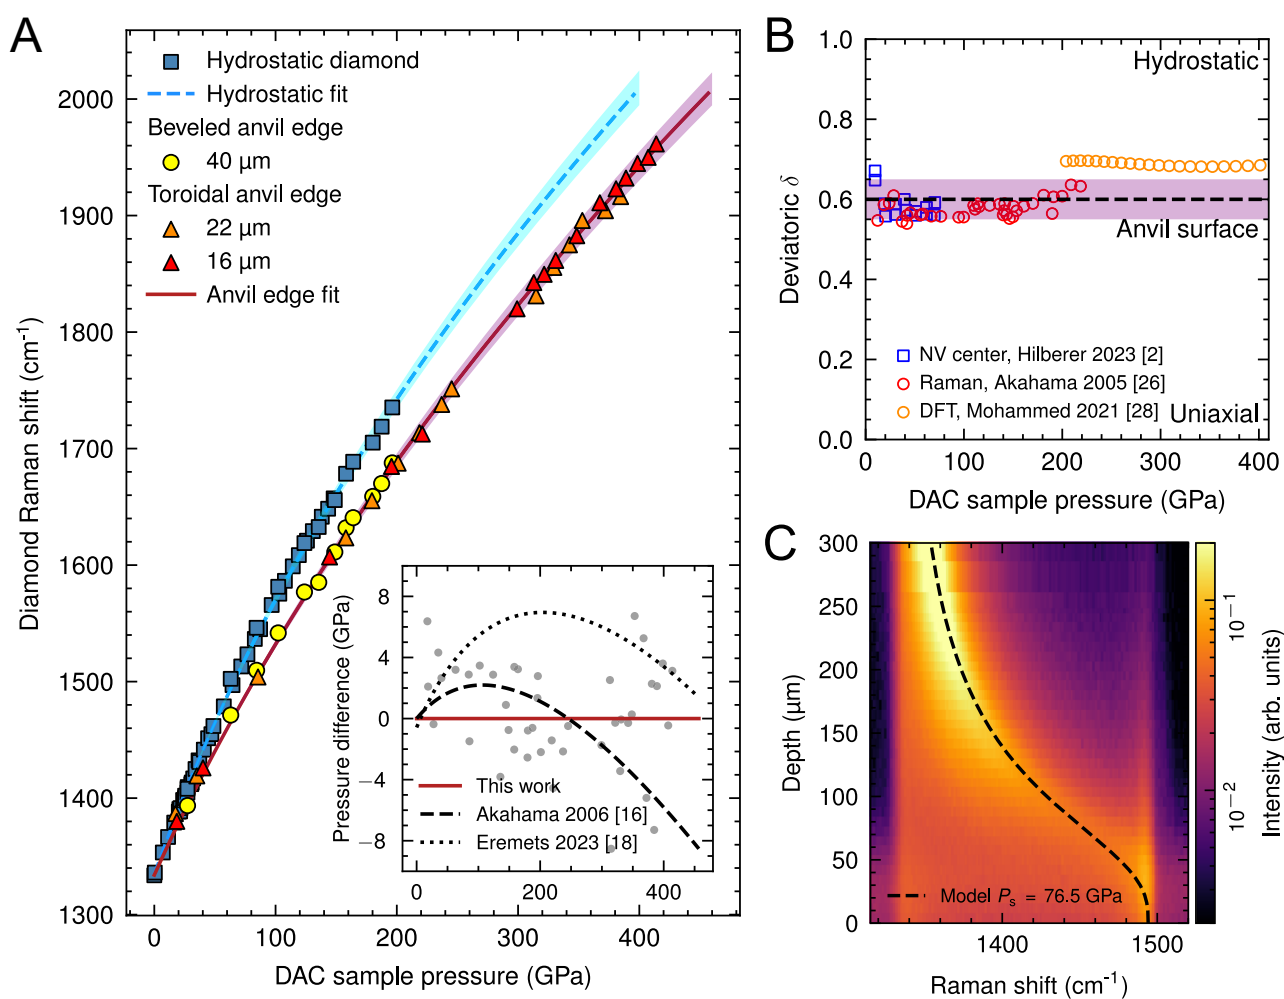 A
Hydrostatic diamond
Hydrostatic fit
Beveled anvil edge
40 μm
Toroidal anvil edge
22 μm
16 μm
Anvil edge fit
2000
1900
1800
1700
1600
1500
1400
1300
0
100
200
300
400
Diamond Raman shift (cm⁻¹)
DAC sample pressure (GPa)
8
4
0
−4
−8
0
200
400
Pressure difference (GPa)
This work
Akahama 2006 [16]
Eremets 2023 [18]
B
1.0
0.8
0.6
0.4
0.2
0.0
0
100
200
300
400
Deviatoric δ
DAC sample pressure (GPa)
Hydrostatic
Anvil surface
NV center, Hilberer 2023 [2]
Raman, Akahama 2005 [26]
DFT, Mohammed 2021 [28]
Uniaxial
C
300
250
200
150
100
50
0
1400
1500
Depth (μm)
Raman shift (cm⁻¹)
Model Pₛ = 76.5 GPa
10⁻¹
10⁻²
Intensity (arb. units)